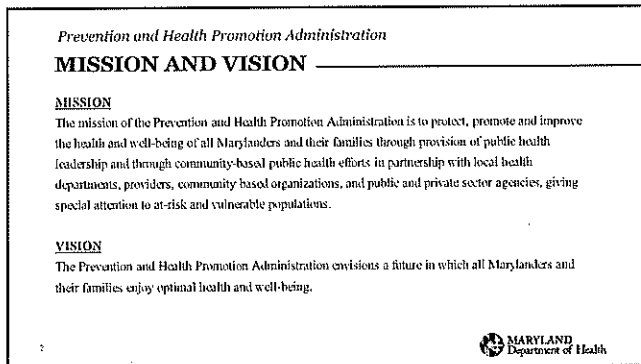 Prevention and Health Promotion Administration
MISSION AND VISION
MISSION
The mission of the Prevention and Health Promotion Administration is to protect, promote and improve
the health and well-being of all Marylanders and their families through provision of public health
leadership and through community-based public health efforts in partnership with local health
departments, providers, community based organizations, and public and private sector agencies, giving
special attention to at-risk and vulnerable populations.
VISION
The Prevention and Health Promotion Administration envisions a future in which all Marylanders and
their families enjoy optimal health and well-being.
2
MARYLAND
Department of Health